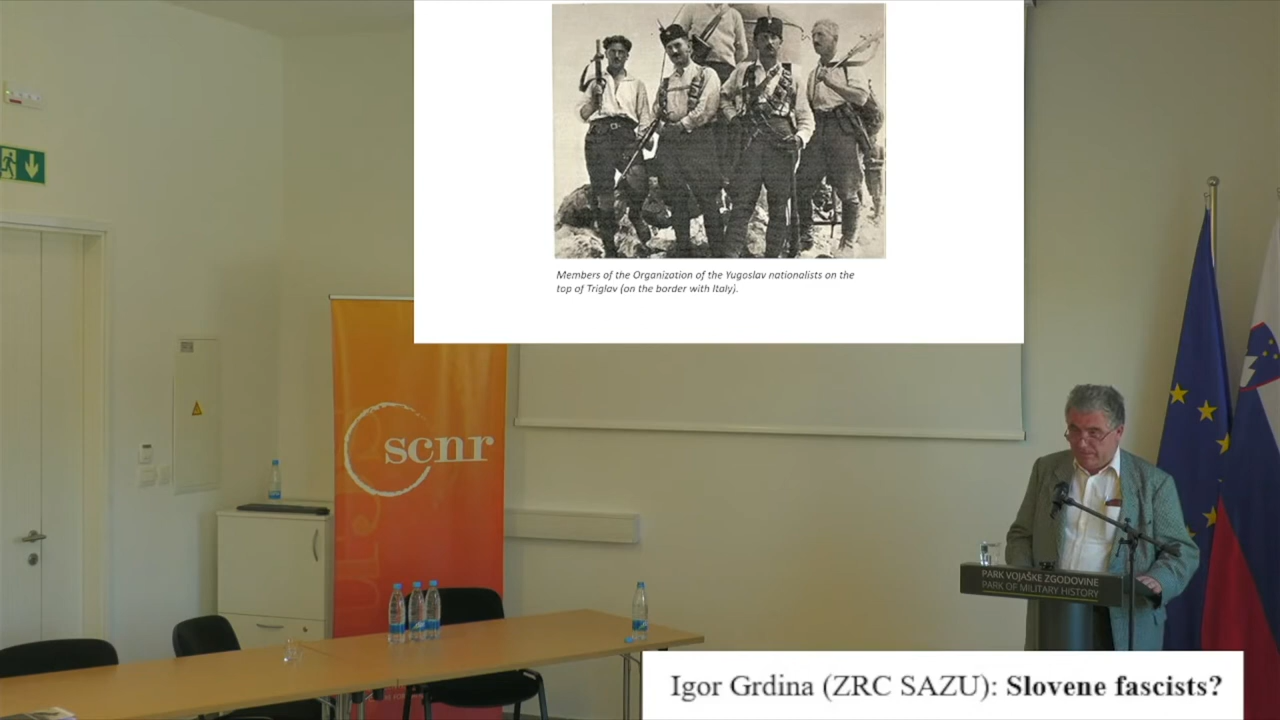 Members of the Organization of the Yugoslav nationalists on the
top of Triglav (on the border with Italy).
scnr
PARK VOJAŠKE ZGODOVINE
PARK OF MILITARY HISTORY
Igor Grdina (ZRC SAZU): Slovene fascists?